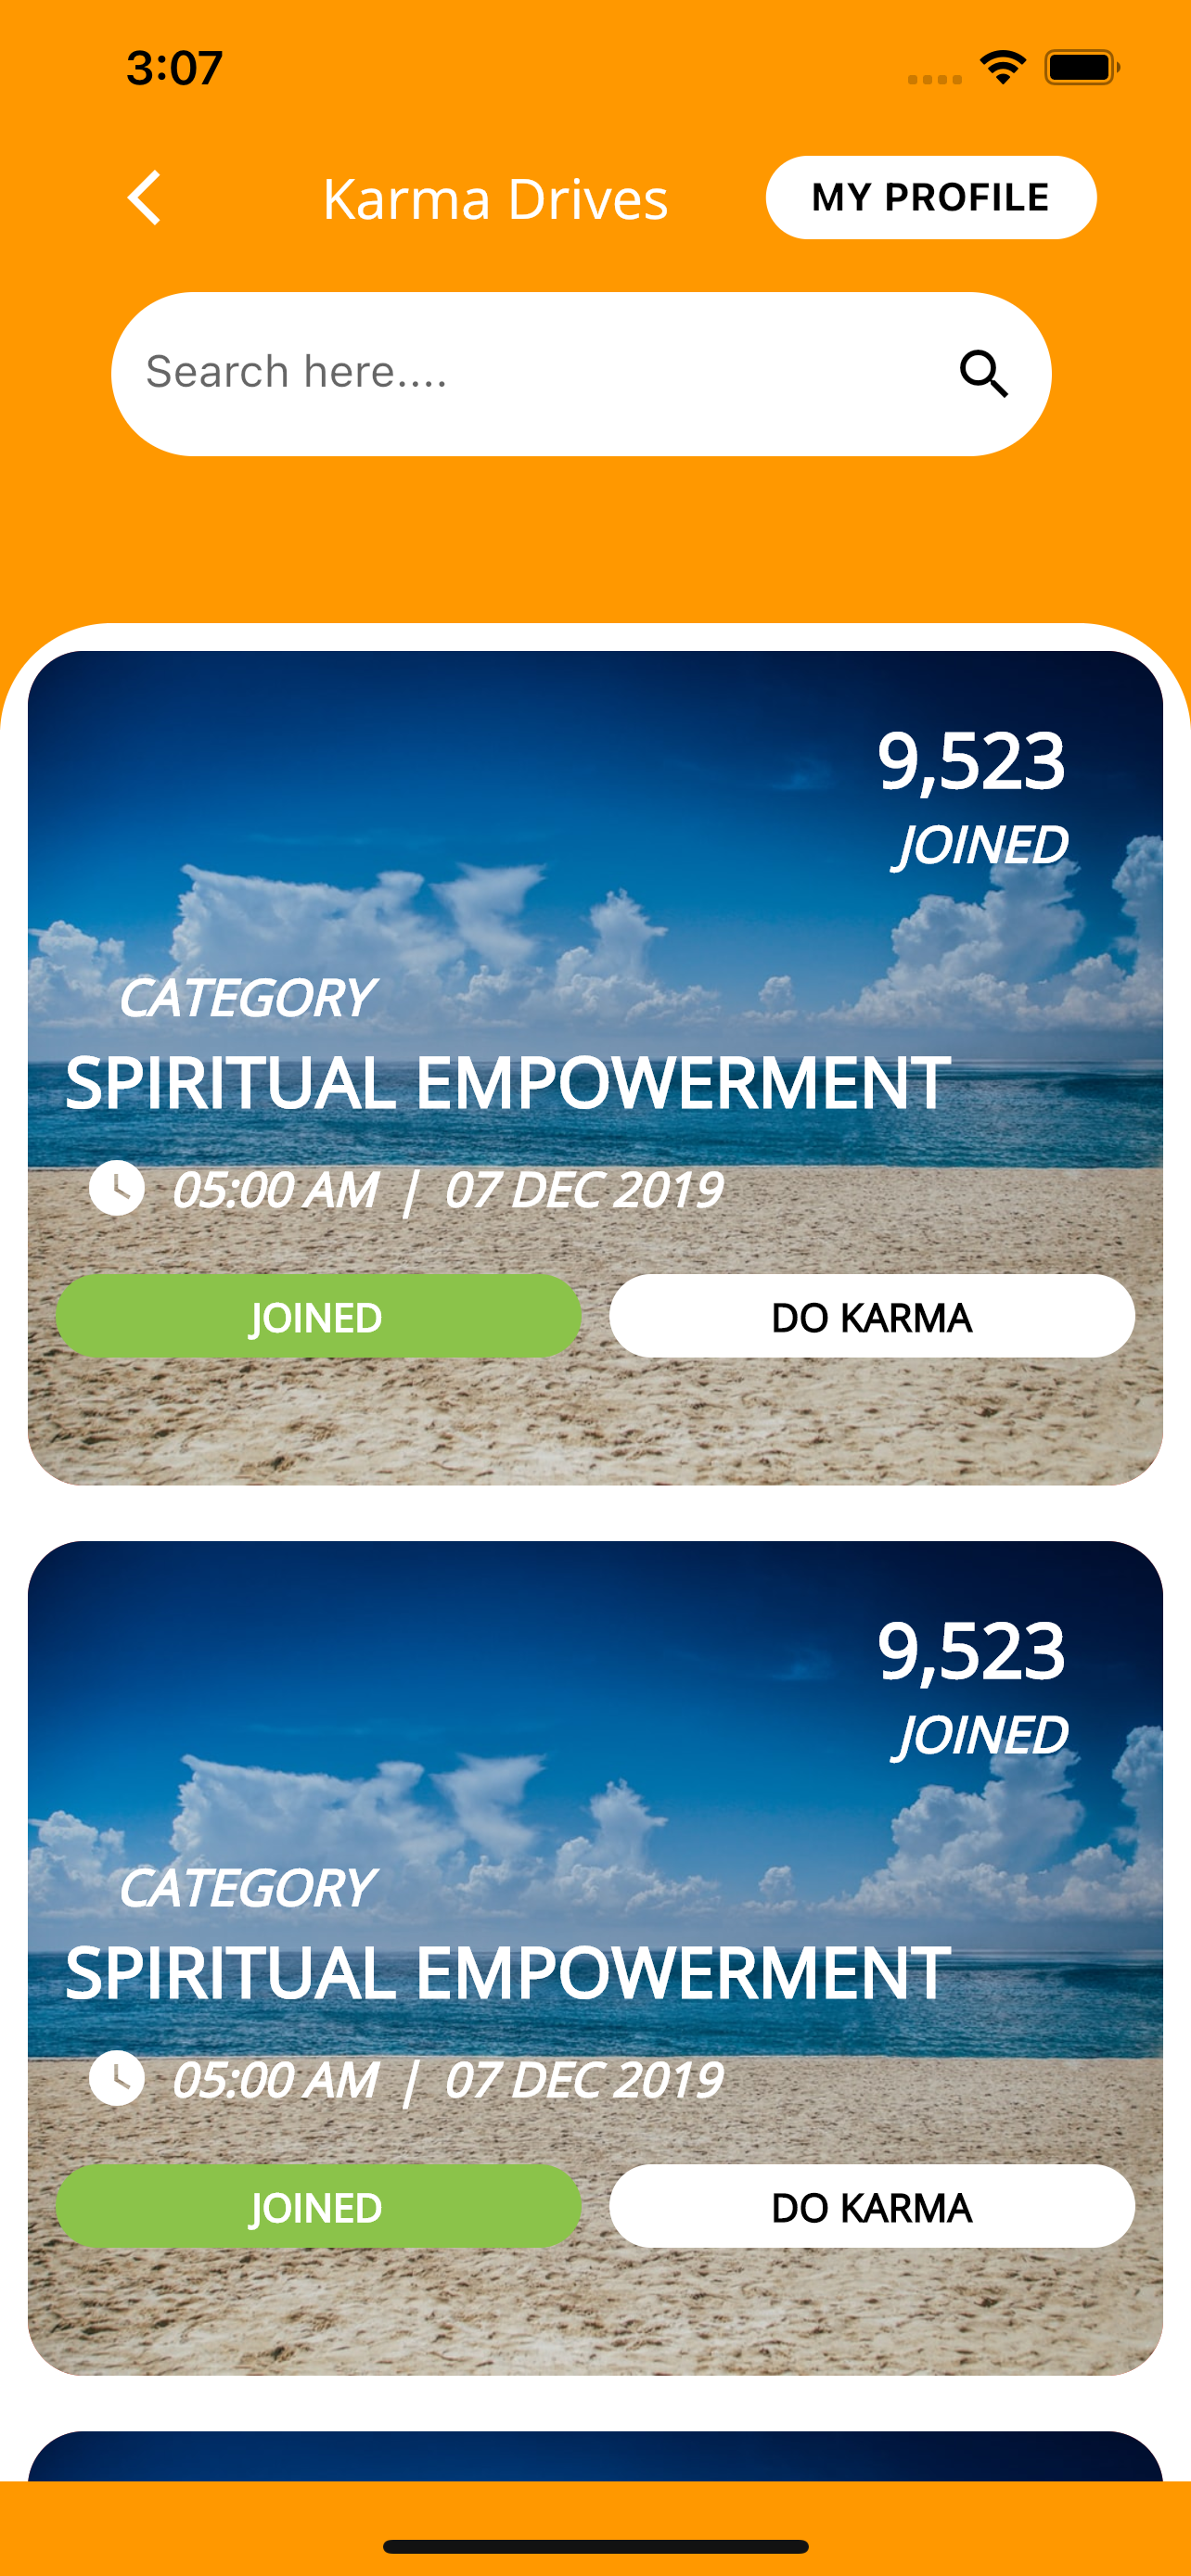 3:07
Karma Drives
MY PROFILE
Search here....
9,523
JOINED
CATEGORY
SPIRITUAL EMPOWERMENT
05:00 AM | 07 DEC 2019
JOINED
DO KARMA
9,523
JOINED
CATEGORY
SPIRITUAL EMPOWERMENT
05:00 AM | 07 DEC 2019
JOINED
DO KARMA